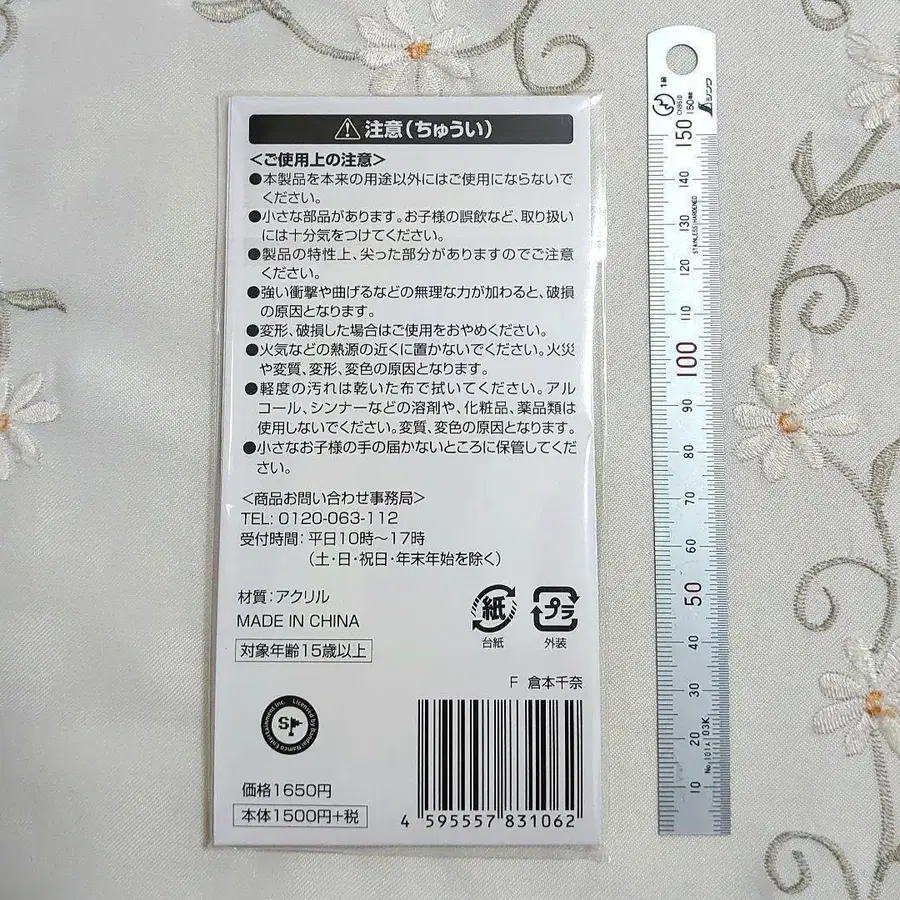 注意(ちゅうい)
<ご使用上の注意>
●本製品を本来の用途以外にはご使用にならないで
ください。
●小さな部品があります。お子様の誤飲など、取り扱い
には十分気をつけてください。
●製品の特性上、尖った部分がありますのでご注意
ください。
●強い衝撃や曲げるなどの無理な力が加わると、破損
の原因となります。
●変形、破損した場合はご使用をおやめください。
●火気などの熱源の近くに置かないでください。火災
や変質、変形、変色の原因となります。
●軽度の汚れは乾いた布で拭いてください。アル
コール、シンナーなどの溶剤や、化粧品、薬品類は
使用しないでください。変質、変色の原因となります。
●小さなお子様の手の届かないところに保管してくだ
さい。
<商品お問い合わせ事務局>
TEL: 0120-063-112
受付時間: 平日10時~17時
(土・日・祝日・年末年始を除く)
材質:アクリル
MADE IN CHINA
対象年齢15歳以上
紙
台紙
プラ
外装
F 倉本千奈
Licensed by Bandai Namco Entertainment Inc.
価格1650円
本体1500円+税
4 595557 831062
1級
150
シンワ
150
140
130
120
110
100
90
80
70
60
50
40
30
20
10
STAINLESS HARDENED
No.101A 03K